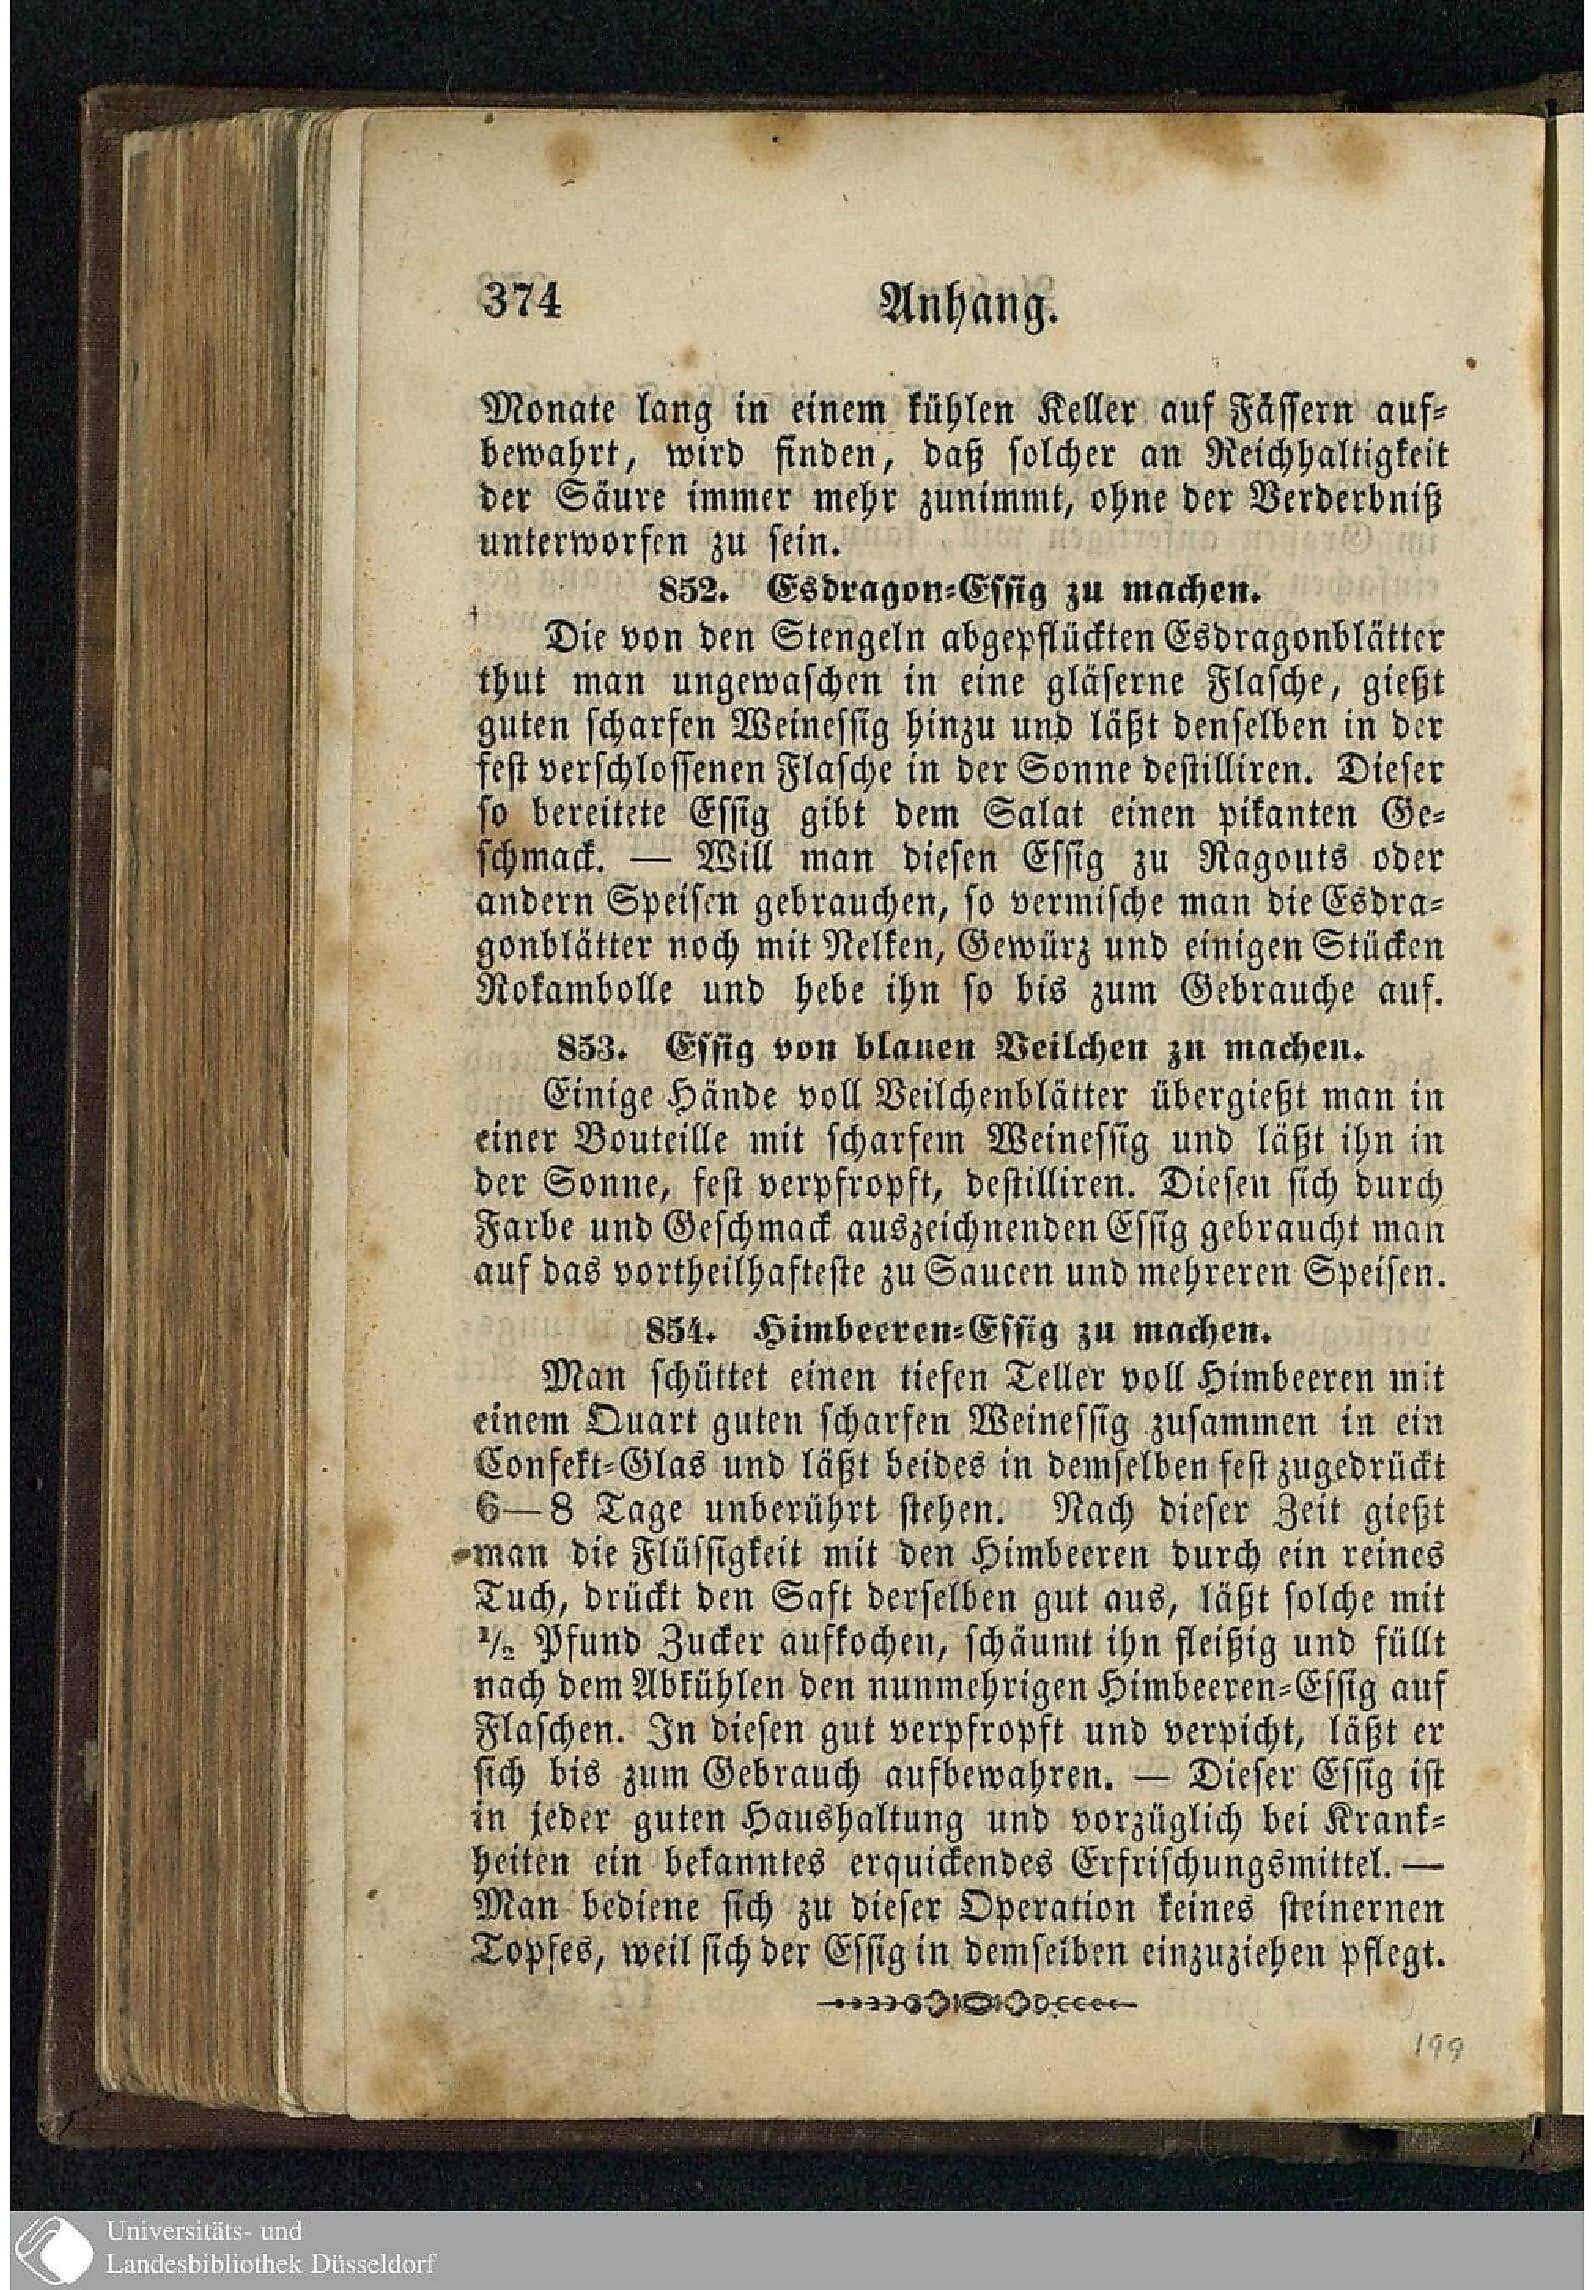 374 Anhang.
Monate lang in einem kühlen Keller auf Fässern auf-
bewahrt, wird finden, daß solcher an Reichhaltigkeit
der Säure immer mehr zunimmt, ohne der Verderbniß
unterworfen zu sein.
852. Esdragon-Essig zu machen.
Die von den Stengeln abgepflückten Esdragonblätter
thut man ungewaschen in eine gläserne Flasche, gießt
guten scharfen Weinessig hinzu und läßt denselben in der
fest verschlossenen Flasche in der Sonne destilliren. Dieser
so bereitete Essig gibt dem Salat einen pikanten Ge-
schmack. — Will man diesen Essig zu Ragouts oder
andern Speisen gebrauchen, so vermische man die Esdra-
gonblätter noch mit Nelken, Gewürz und einigen Stücken
Rokambolle und hebe ihn so bis zum Gebrauche auf.
853. Essig von blauen Veilchen zu machen.
Einige Hände voll Veilchenblätter übergießt man in
einer Bouteille mit scharfem Weinessig und läßt ihn in
der Sonne, fest verpfropft, destilliren. Diesen sich durch
Farbe und Geschmack auszeichnenden Essig gebraucht man
auf das vortheilhafteste zu Saucen und mehreren Speisen.
854. Himbeeren-Essig zu machen.
Man schüttet einen tiefen Teller voll Himbeeren mit
einem Quart guten scharfen Weinessig zusammen in ein
Confekt-Glas und läßt beides in demselben fest zugedrückt
6—8 Tage unberührt stehen. Nach dieser Zeit gießt
man die Flüssigkeit mit den Himbeeren durch ein reines
Tuch, drückt den Saft derselben gut aus, läßt solche mit
1/2 Pfund Zucker aufkochen, schäumt ihn fleißig und füllt
nach dem Abkühlen den nunmehrigen Himbeeren-Essig auf
Flaschen. In diesen gut verpfropft und verpicht, läßt er
sich bis zum Gebrauch aufbewahren. — Dieser Essig ist
in jeder guten Haushaltung und vorzüglich bei Krank-
heiten ein bekanntes erquickendes Erfrischungsmittel. —
Man bediene sich zu dieser Operation keines steinernen
Topfes, weil sich der Essig in demselben einzuziehen pflegt.
199
Universitäts- und
Landesbibliothek Düsseldorf